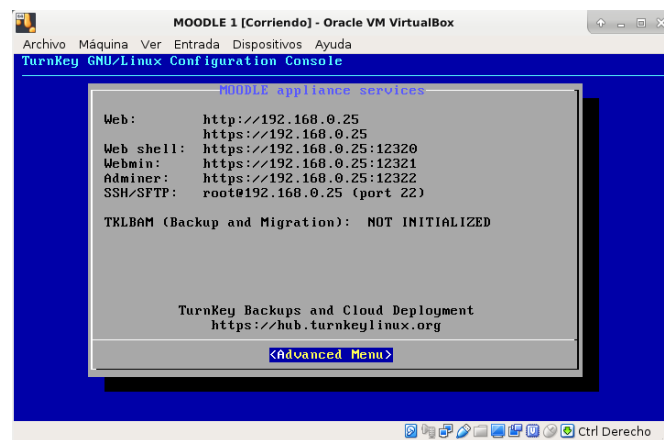 MOODLE 1 [Corriendo] - Oracle VM VirtualBox
Archivo Máquina Ver Entrada Dispositivos Ayuda
TurnKey GNU/Linux Configuration Console
MOODLE appliance services
Web: http://192.168.0.25
https://192.168.0.25
Web shell: https://192.168.0.25:12320
Webmin: https://192.168.0.25:12321
Adminer: https://192.168.0.25:12322
SSH/SFTP: root@192.168.0.25 (port 22)
TKLBAM (Backup and Migration): NOT INITIALIZED
TurnKey Backups and Cloud Deployment
https://hub.turnkeylinux.org
<Advanced Menu>
Ctrl Derecho